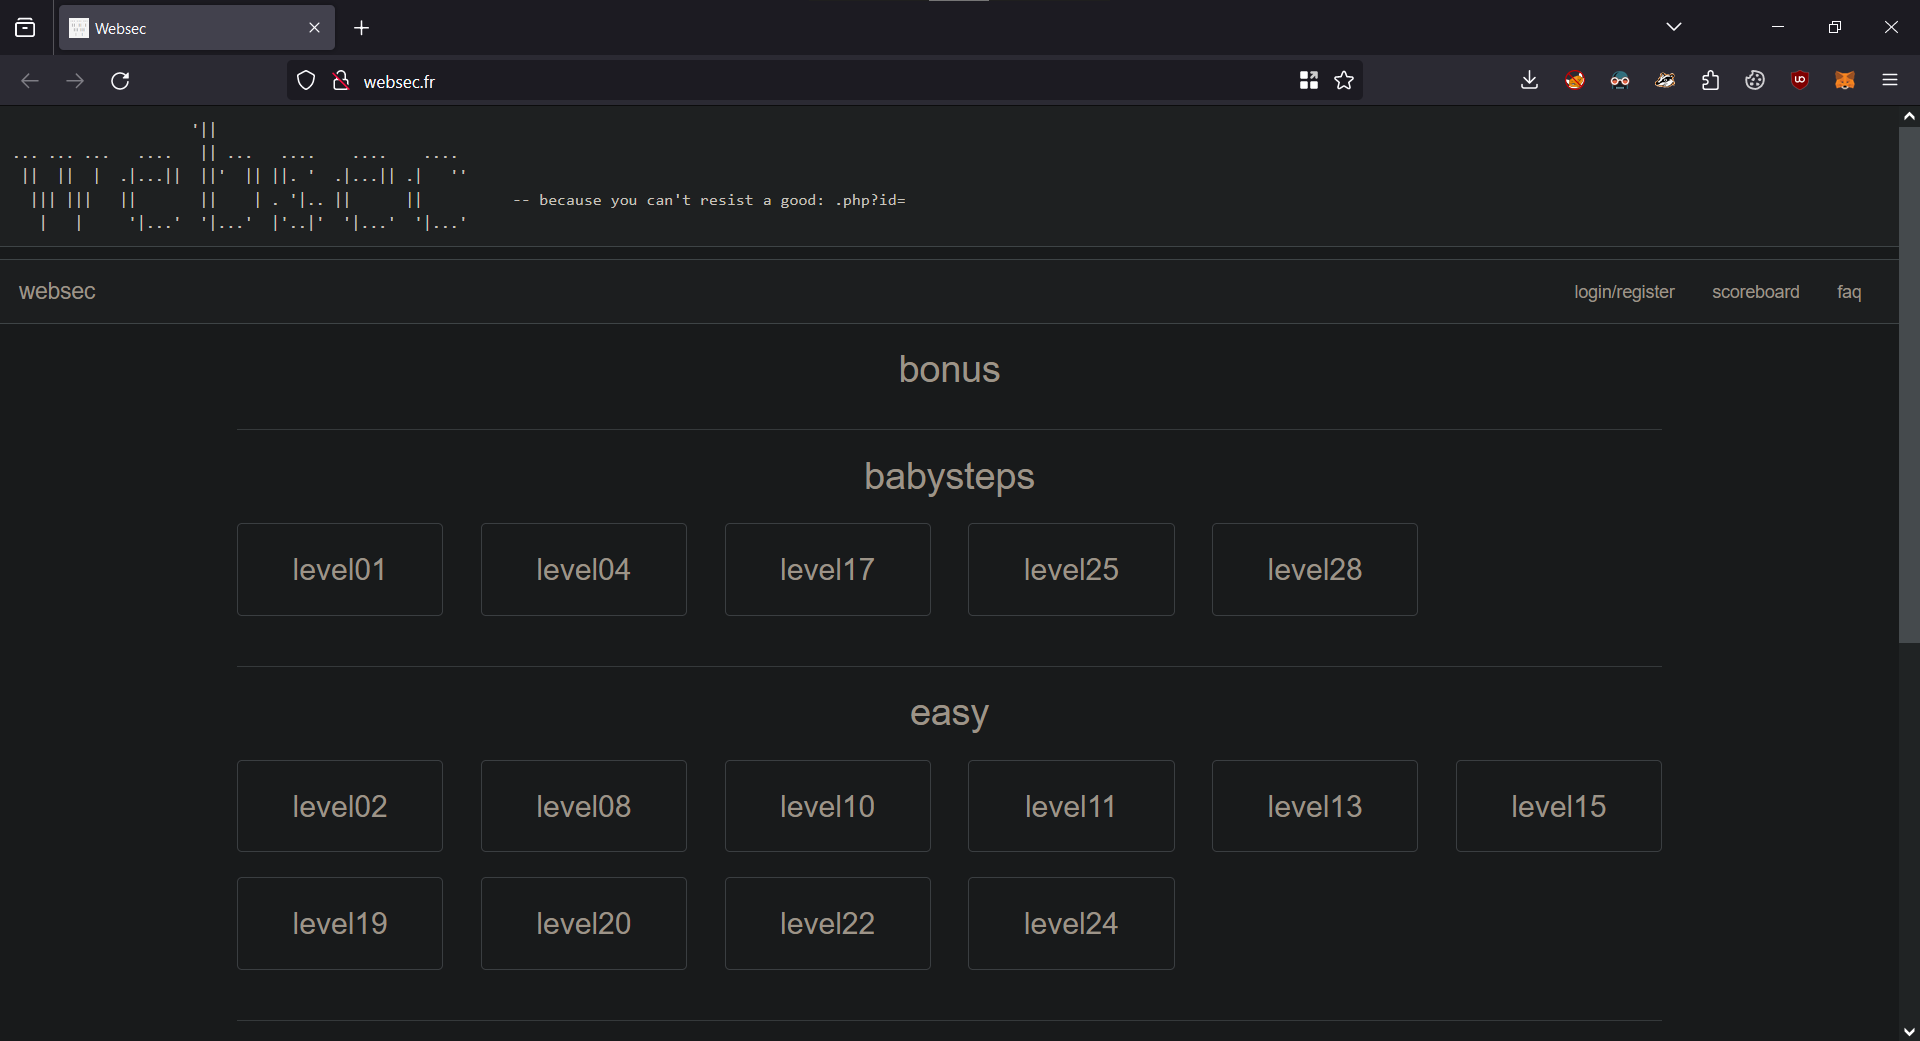 Websec
websec.fr
-- because you can't resist a good: .php?id=
websec
login/register scoreboard faq
bonus
babysteps
level01 level04 level17 level25 level28
easy
level02 level08 level10 level11 level13 level15
level19 level20 level22 level24